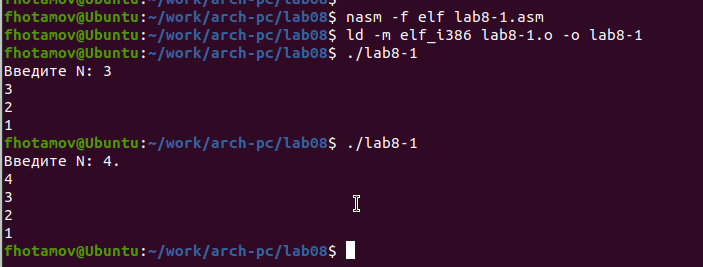 fhotamov@Ubuntu:~/work/arch-pc/lab08$ nasm -f elf lab8-1.asm
fhotamov@Ubuntu:~/work/arch-pc/lab08$ ld -m elf_i386 lab8-1.o -o lab8-1
fhotamov@Ubuntu:~/work/arch-pc/lab08$ ./lab8-1
Введите N: 3
3
2
1
fhotamov@Ubuntu:~/work/arch-pc/lab08$ ./lab8-1
Введите N: 4.
4
3
2
1
fhotamov@Ubuntu:~/work/arch-pc/lab08$